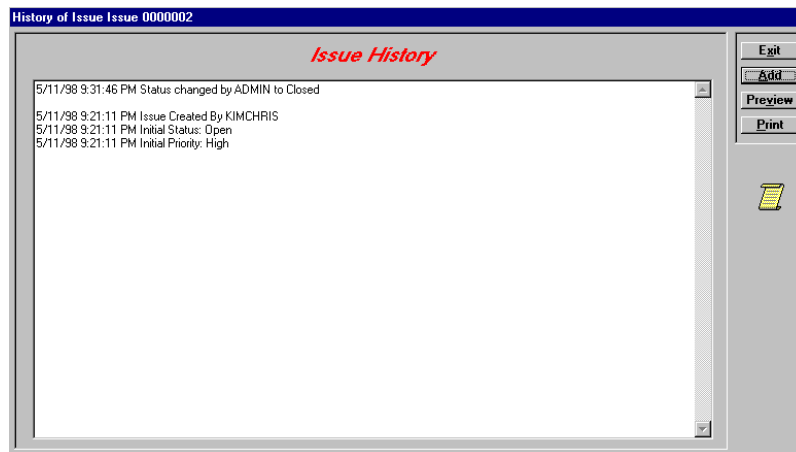 History of Issue Issue 0000002
Issue History
5/11/98 9:31:46 PM Status changed by ADMIN to Closed
5/11/98 9:21:11 PM Issue Created By KIMCHRIS
5/11/98 9:21:11 PM Initial Status: Open
5/11/98 9:21:11 PM Initial Priority: High
Exit
Add
Preview
Print